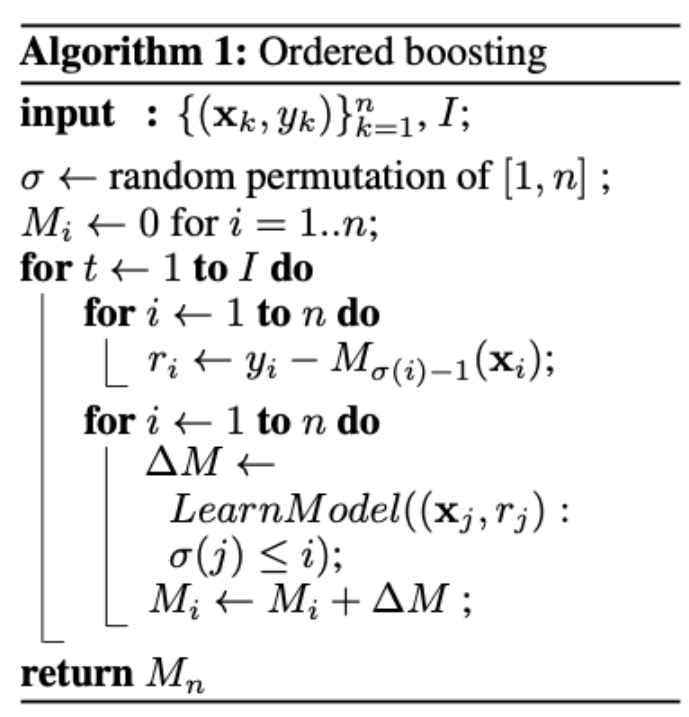 Algorithm 1: Ordered boosting
input : {(𝐱ₖ, yₖ)}ⁿₖ₌₁, I;
σ ← random permutation of [1, n] ;
Mᵢ ← 0 for i = 1..n;
for t ← 1 to I do
for i ← 1 to n do
rᵢ ← yᵢ − M_{σ(i)−1}(𝐱ᵢ);
for i ← 1 to n do
ΔM ←
LearnModel((𝐱ⱼ, rⱼ) :
σ(j) ≤ i);
Mᵢ ← Mᵢ + ΔM ;
return Mₙ